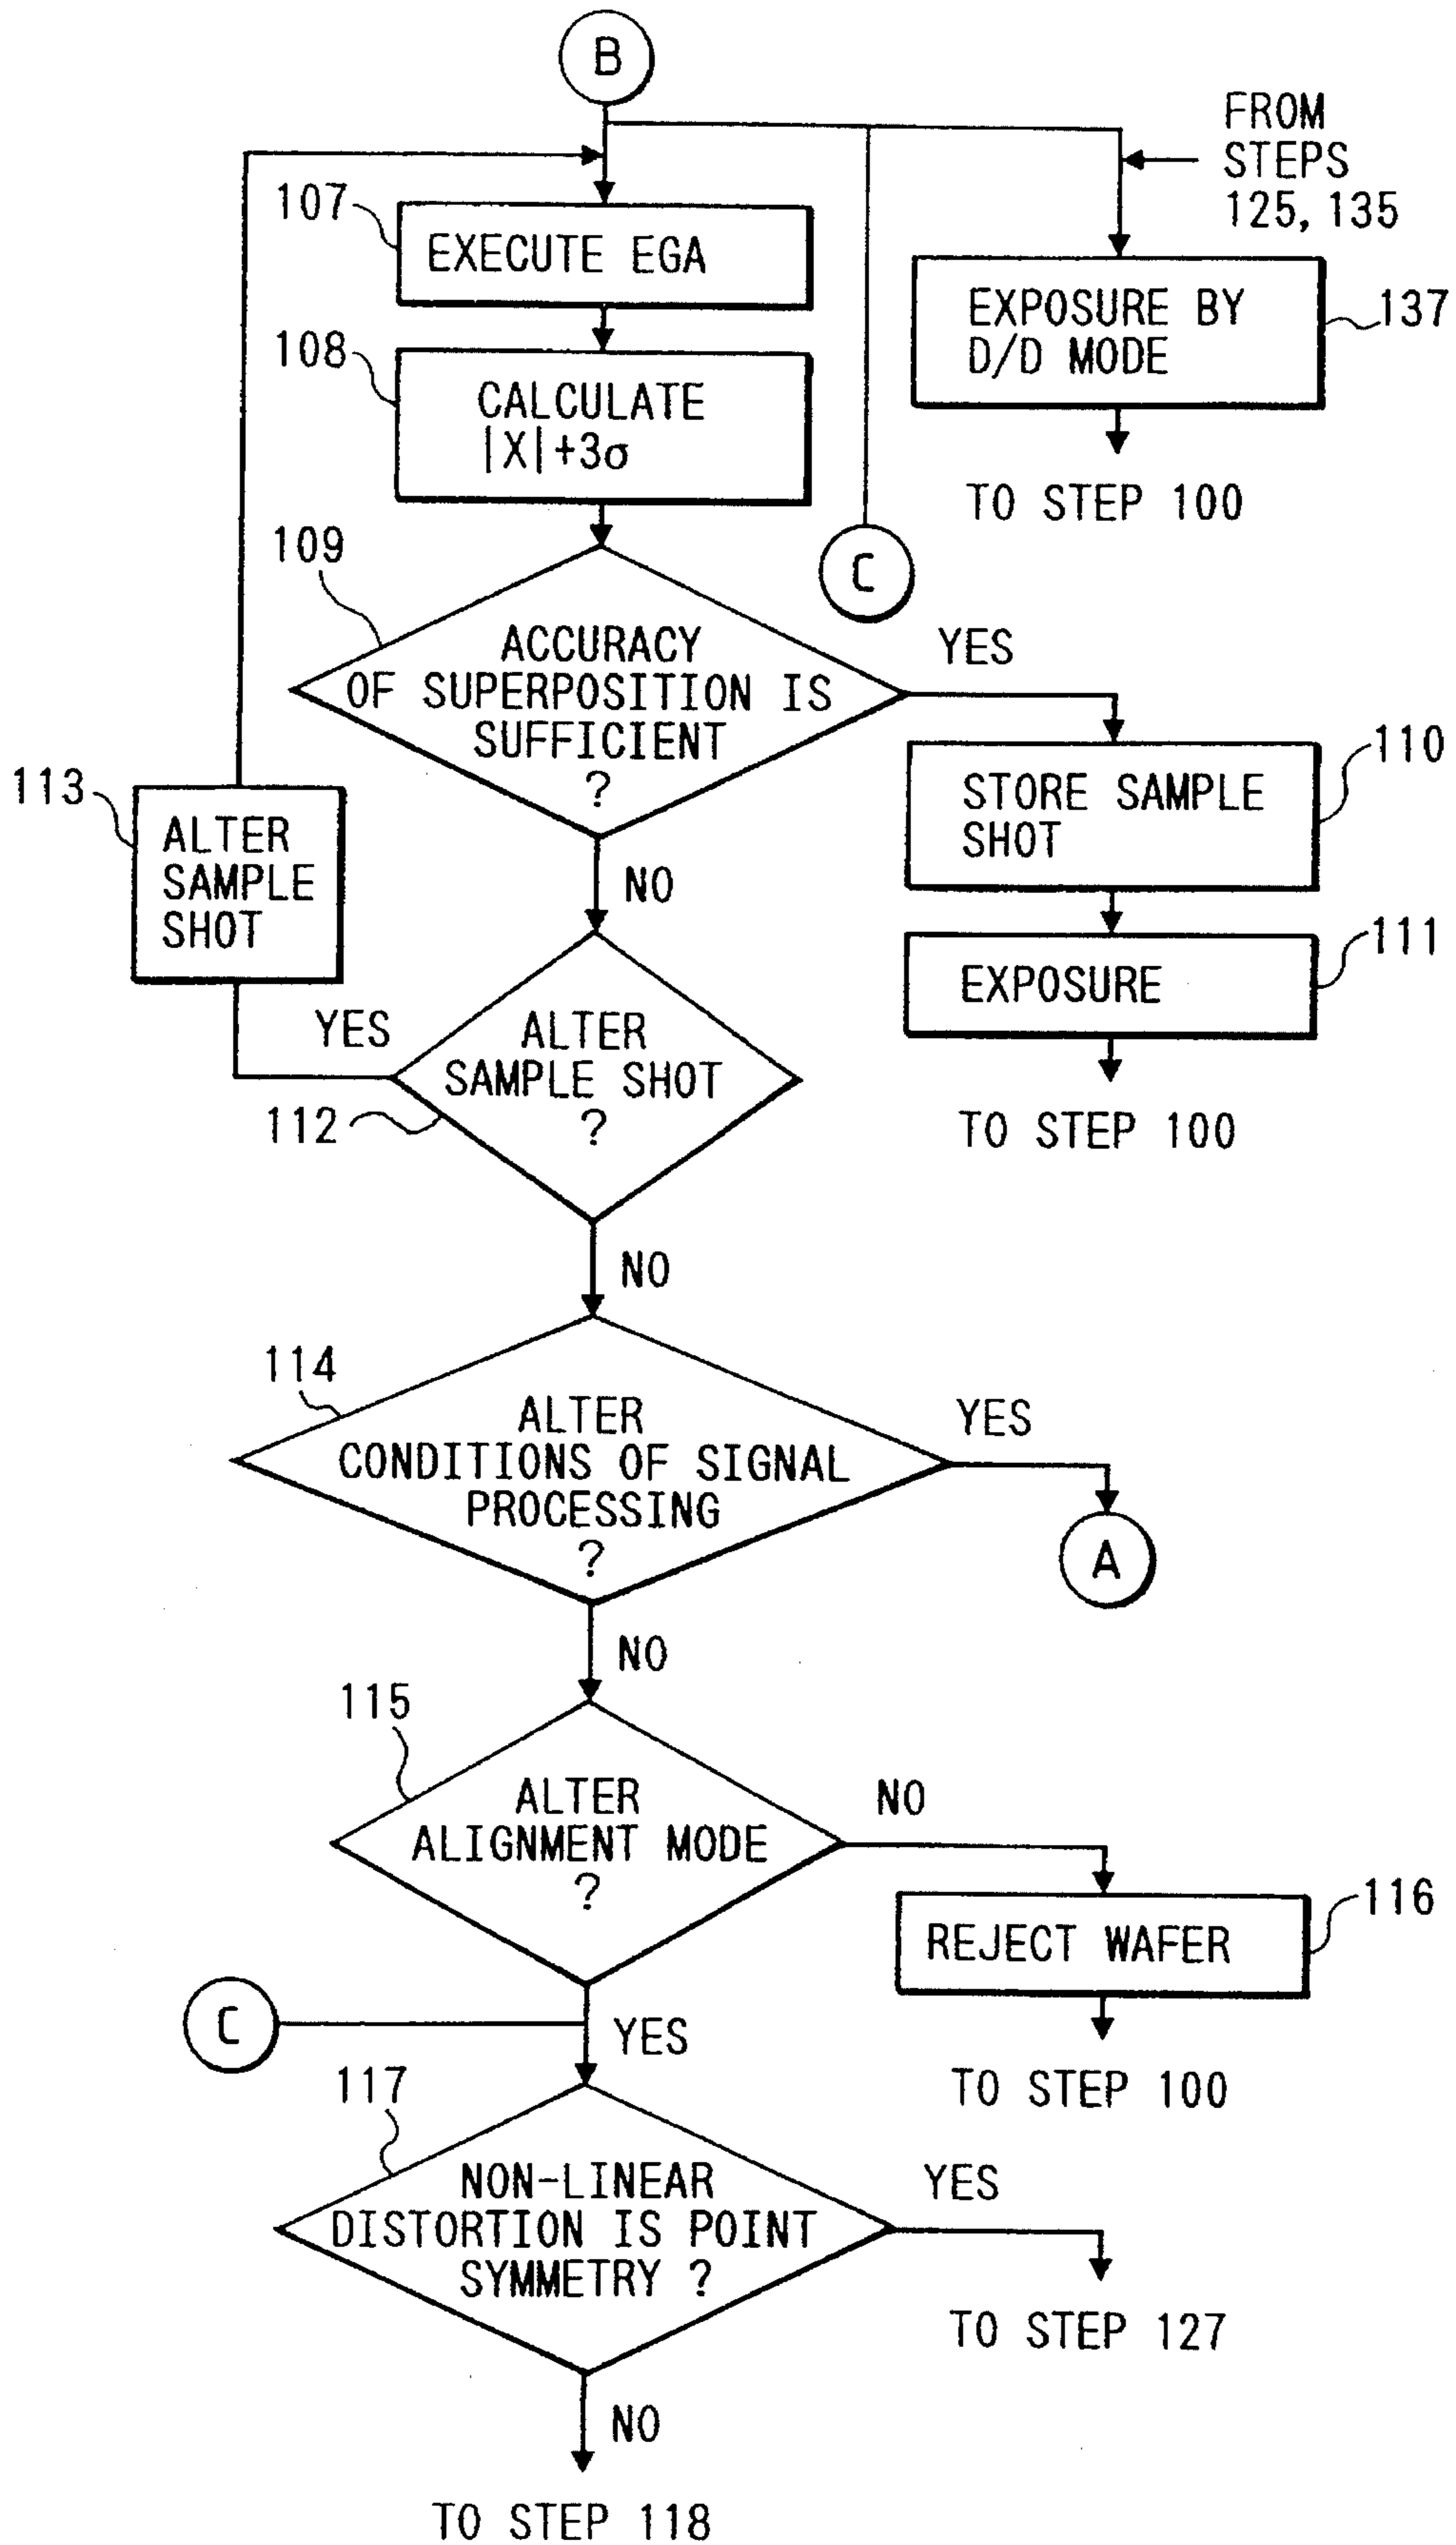 B
FROM
STEPS
125, 135
107
EXECUTE EGA
EXPOSURE BY
D/D MODE
137
108
CALCULATE
|X|+3σ
TO STEP 100
C
109
ACCURACY
OF SUPERPOSITION IS
SUFFICIENT
?
YES
110
STORE SAMPLE
SHOT
113
ALTER
SAMPLE
SHOT
NO
111
EXPOSURE
TO STEP 100
YES
ALTER
SAMPLE SHOT
?
112
NO
114
ALTER
CONDITIONS OF SIGNAL
PROCESSING
?
YES
A
NO
115
ALTER
ALIGNMENT MODE
?
NO
116
REJECT WAFER
TO STEP 100
C
YES
117
NON-LINEAR
DISTORTION IS POINT
SYMMETRY ?
YES
TO STEP 127
NO
TO STEP 118